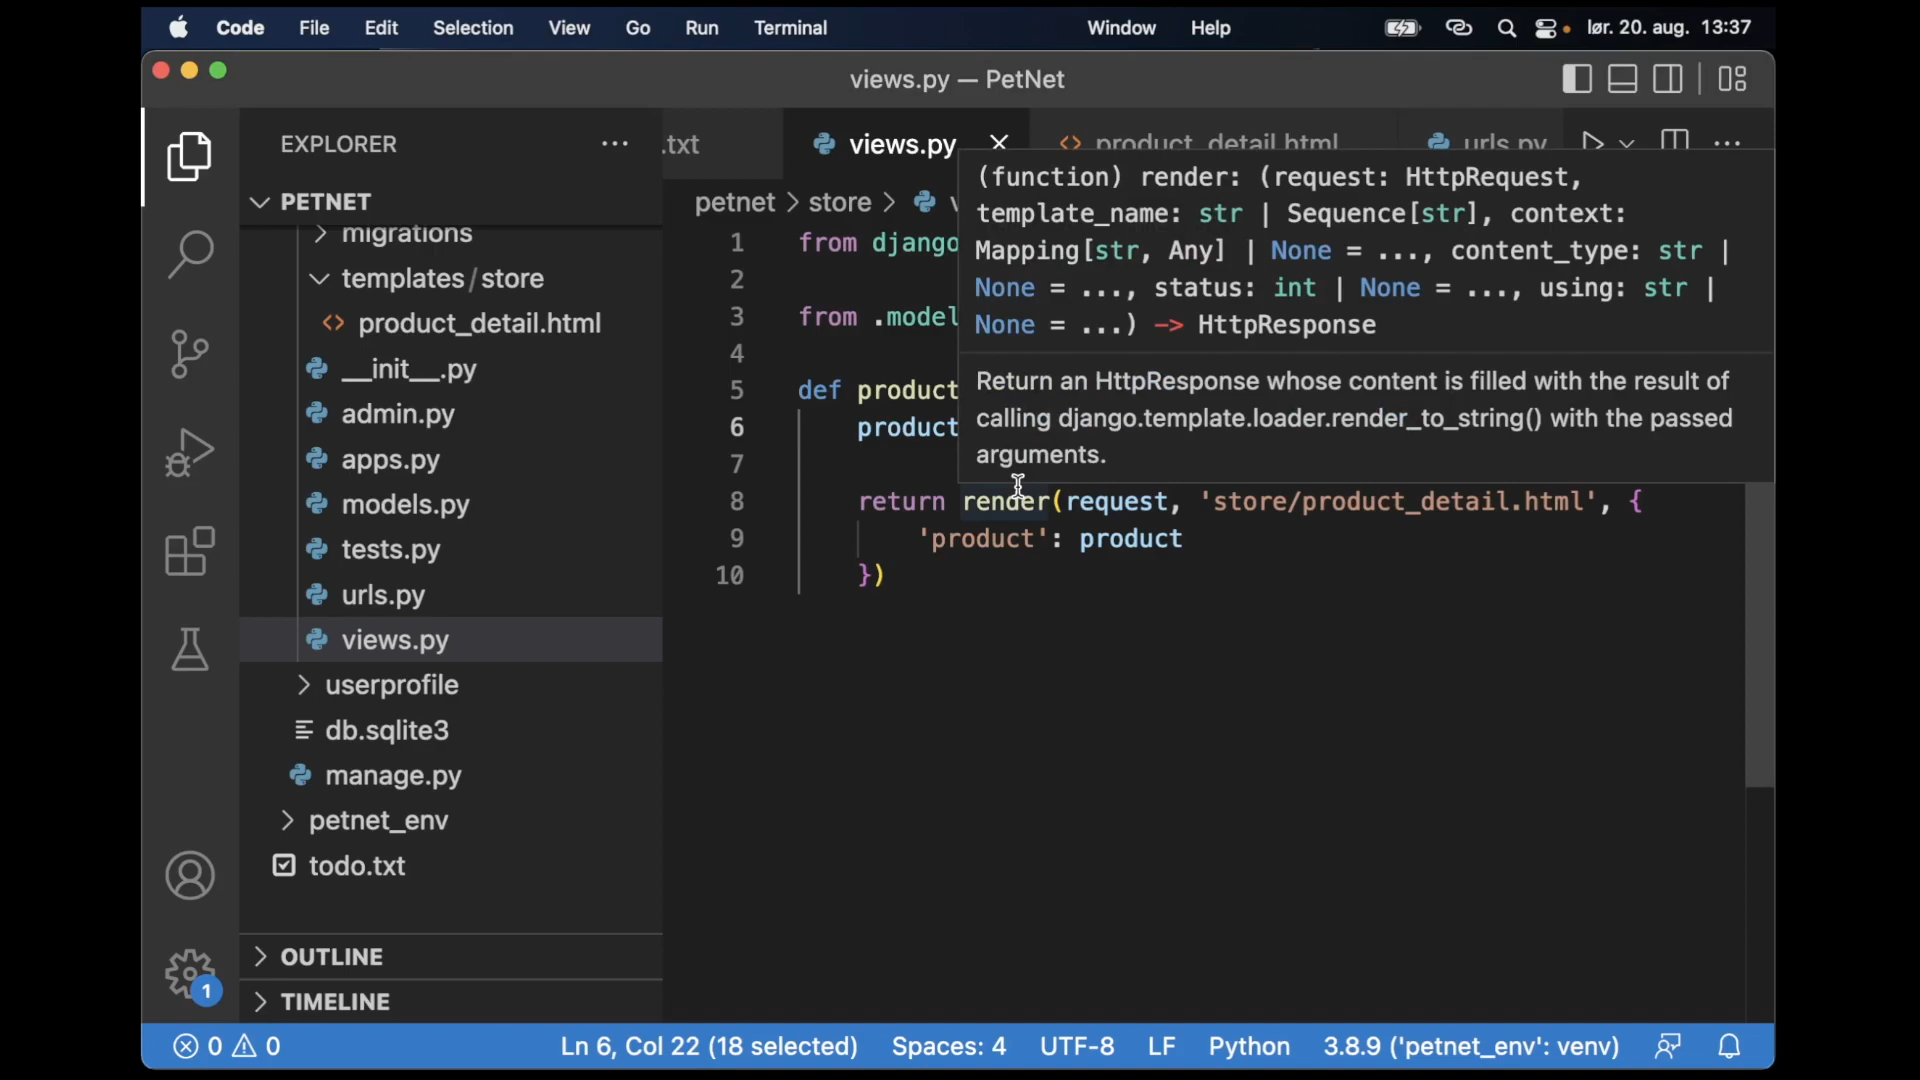 Code File Edit Selection View Go Run Terminal Window Help lør. 20. aug. 13:37
views.py — PetNet
EXPLORER
.txt views.py product_detail.html urls.py
PETNET
petnet store
migrations
templates/store
product_detail.html
__init__.py
admin.py
apps.py
models.py
tests.py
urls.py
views.py
userprofile
db.sqlite3
manage.py
petnet_env
todo.txt
OUTLINE
TIMELINE
1
(function) render: (request: HttpRequest,
template_name: str | Sequence[str], context:
Mapping[str, Any] | None = ..., content_type: str |
None = ..., status: int | None = ..., using: str |
None = ...) -> HttpResponse
Return an HttpResponse whose content is filled with the result of
calling django.template.loader.render_to_string() with the passed
arguments.
1 from django
2
3 from .model
4
5 def product
6 product
7
8 return render(request, 'store/product_detail.html', {
9 'product': product
10 })
0 0 Ln 6, Col 22 (18 selected) Spaces: 4 UTF-8 LF Python 3.8.9 ('petnet_env': venv)